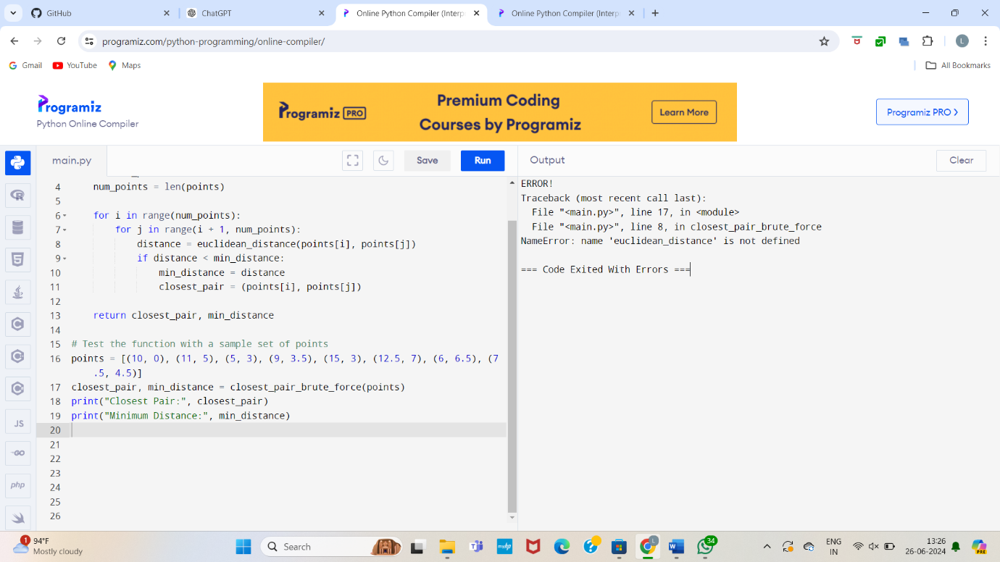 GitHub
ChatGPT
Online Python Compiler (Interp
Online Python Compiler (Interp
programiz.com/python-programming/online-compiler/
L
Gmail
YouTube
Maps
All Bookmarks
Programiz
Python Online Compiler
Programiz PRO
Premium Coding
Courses by Programiz
Learn More
Programiz PRO
main.py
Save
Run
Output
Clear
4 num_points = len(points)
5
6 for i in range(num_points):
7 for j in range(i + 1, num_points):
8 distance = euclidean_distance(points[i], points[j])
9 if distance < min_distance:
10 min_distance = distance
11 closest_pair = (points[i], points[j])
12
13 return closest_pair, min_distance
14
15 # Test the function with a sample set of points
16 points = [(10, 0), (11, 5), (5, 3), (9, 3.5), (15, 3), (12.5, 7), (6, 6.5), (7
.5, 4.5)]
17 closest_pair, min_distance = closest_pair_brute_force(points)
18 print("Closest Pair:", closest_pair)
19 print("Minimum Distance:", min_distance)
20
21
22
23
24
25
26
ERROR!
Traceback (most recent call last):
File "<main.py>", line 17, in <module>
File "<main.py>", line 8, in closest_pair_brute_force
NameError: name 'euclidean_distance' is not defined
=== Code Exited With Errors ===
JS
GO
php
1
94°F
Mostly cloudy
Search
myhp
L
34
ENG
IN
13:26
26-06-2024
PRE